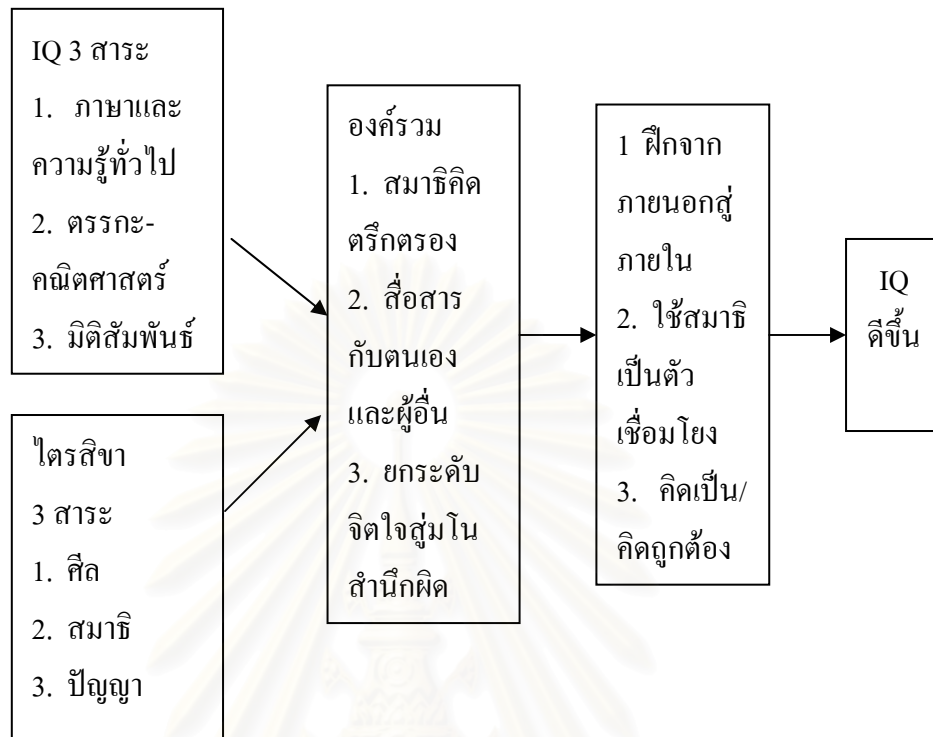 IQ 3 สาระ
1. ภาษาและ
ความรู้ทั่วไป
2. ตรรกะ-
คณิตศาสตร์
3. มิติสัมพันธ์
ไตรสิขา
3 สาระ
1. ศีล
2. สมาธิ
3. ปัญญา
องค์รวม
1. สมาธิคิด
ตรึกตรอง
2. สื่อสาร
กับตนเอง
และผู้อื่น
3. ยกระดับ
จิตใจสู่มโน
สำนึกผิด
1 ฝึกจาก
ภายนอกสู่
ภายใน
2. ใช้สมาธิ
เป็นตัว
เชื่อมโยง
3. คิดเป็น/
คิดถูกต้อง
IQ
ดีขึ้น